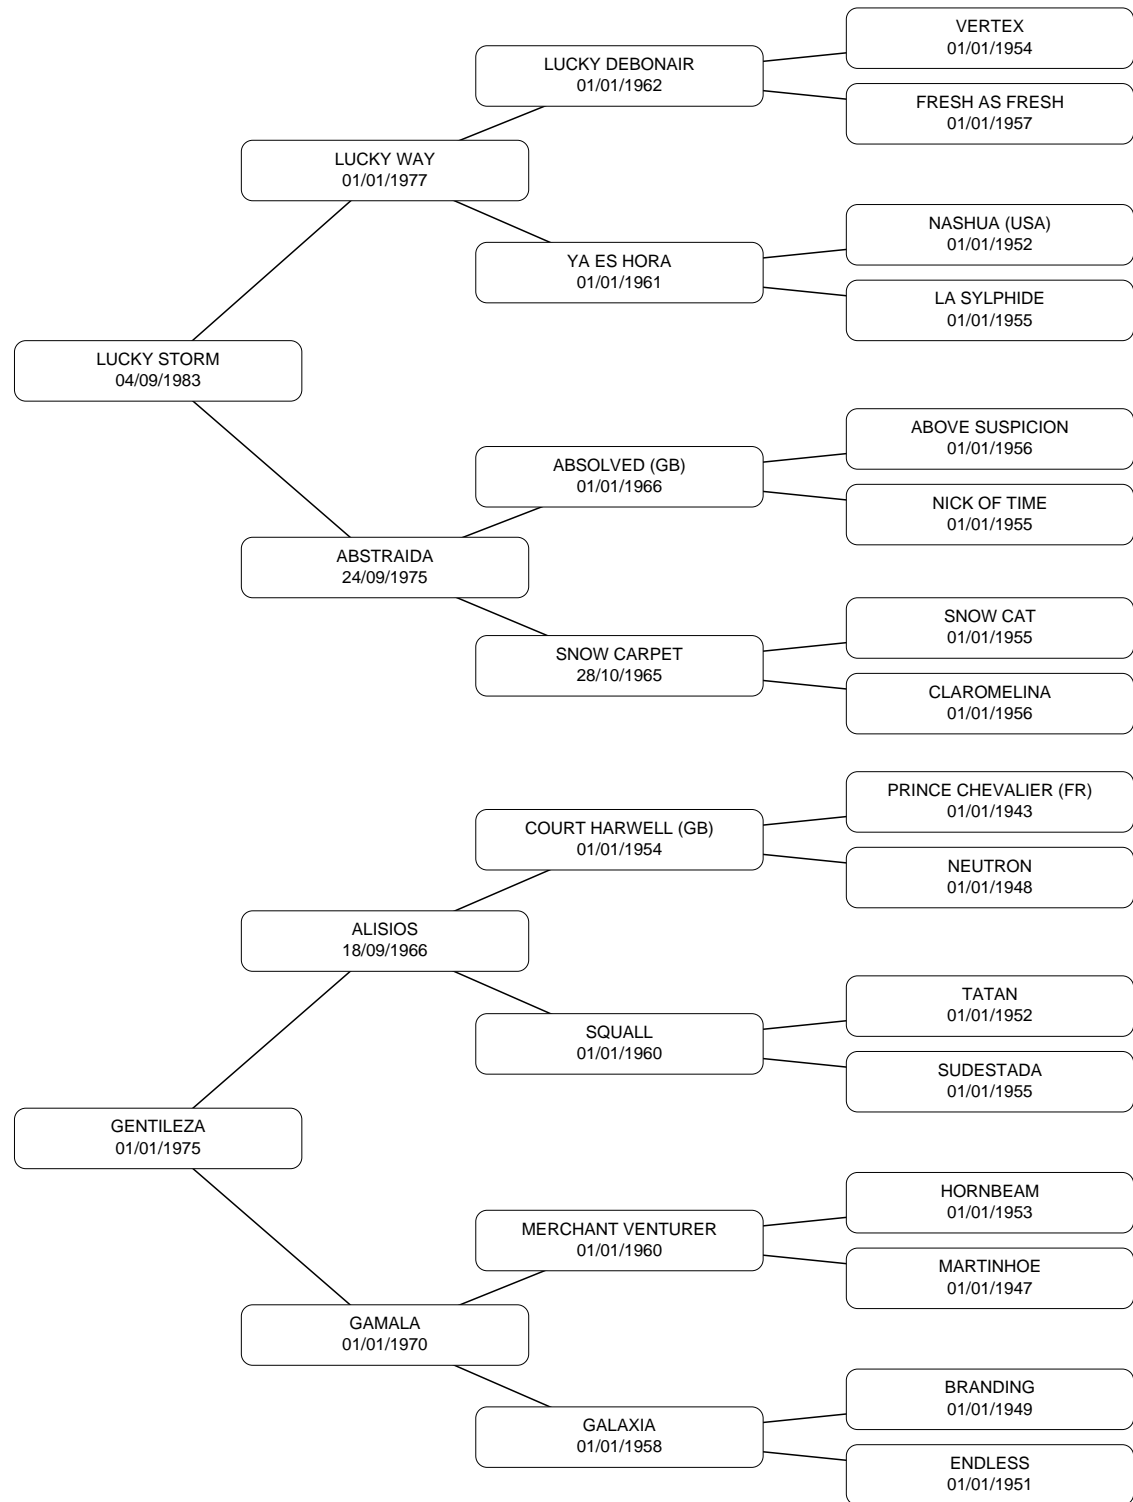 VERTEX
01/01/1954
LUCKY DEBONAIR
01/01/1962
FRESH AS FRESH
01/01/1957
LUCKY WAY
01/01/1977
NASHUA (USA)
01/01/1952
YA ES HORA
01/01/1961
LA SYLPHIDE
01/01/1955
LUCKY STORM
04/09/1983
ABOVE SUSPICION
01/01/1956
ABSOLVED (GB)
01/01/1966
NICK OF TIME
01/01/1955
ABSTRAIDA
24/09/1975
SNOW CAT
01/01/1955
SNOW CARPET
28/10/1965
CLAROMELINA
01/01/1956
PRINCE CHEVALIER (FR)
01/01/1943
COURT HARWELL (GB)
01/01/1954
NEUTRON
01/01/1948
ALISIOS
18/09/1966
TATAN
01/01/1952
SQUALL
01/01/1960
SUDESTADA
01/01/1955
GENTILEZA
01/01/1975
HORNBEAM
01/01/1953
MERCHANT VENTURER
01/01/1960
MARTINHOE
01/01/1947
GAMALA
01/01/1970
BRANDING
01/01/1949
GALAXIA
01/01/1958
ENDLESS
01/01/1951